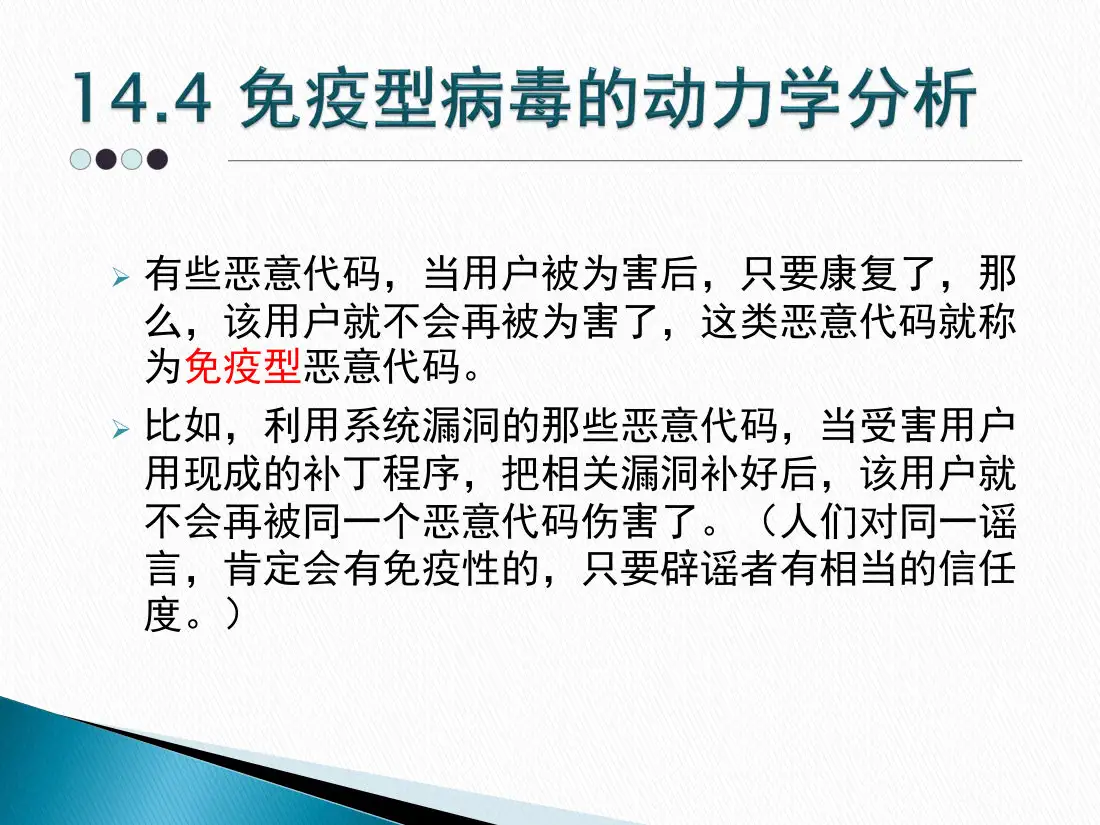 14.4 免疫型病毒的动力学分析
有些恶意代码，当用户被为害后，只要康复了，那
么，该用户就不会再被为害了，这类恶意代码就称
为免疫型恶意代码。
比如，利用系统漏洞的那些恶意代码，当受害用户
用现成的补丁程序，把相关漏洞补好后，该用户就
不会再被同一个恶意代码伤害了。（人们对同一谣
言，肯定会有免疫性的，只要辟谣者有相当的信任
度。）